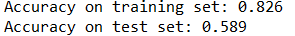 Accuracy on training set: 0.826
Accuracy on test set: 0.589